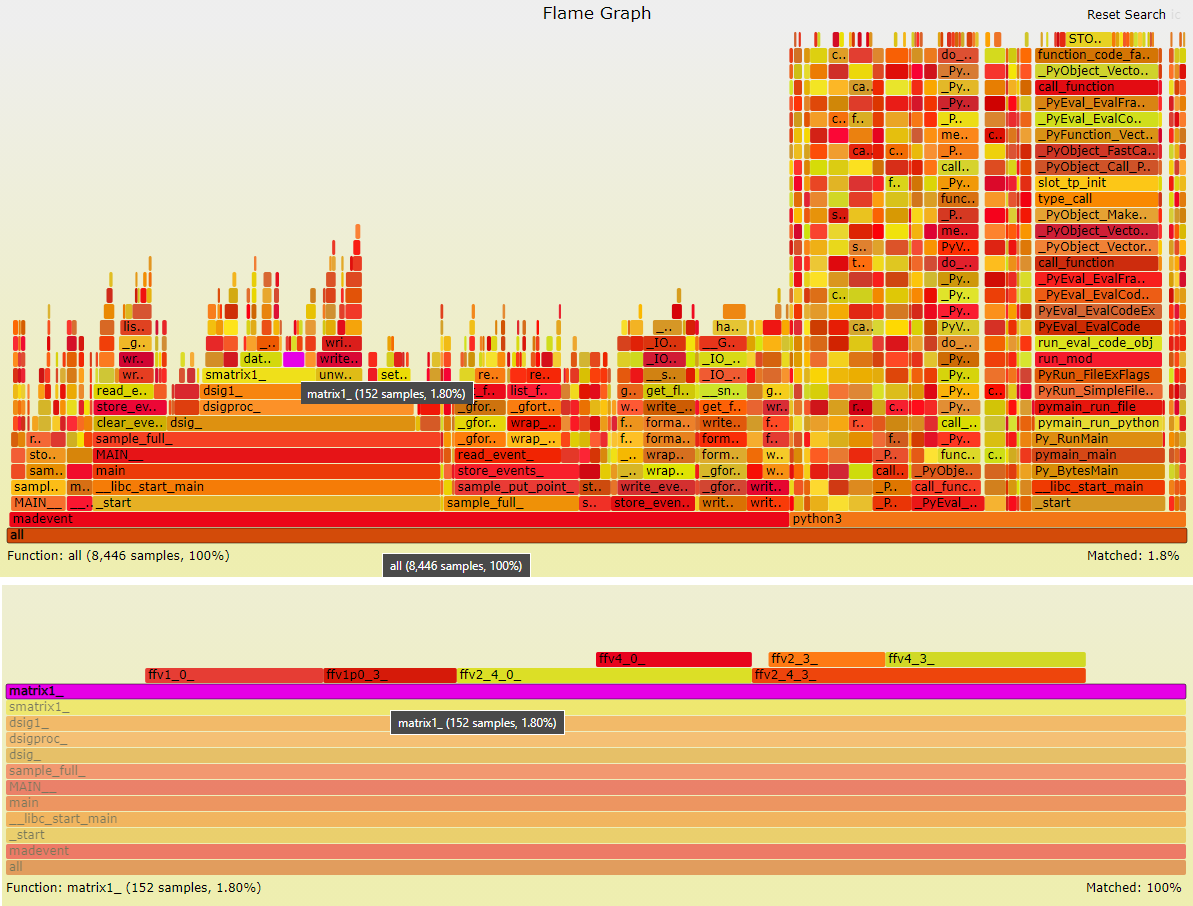 Flame Graph
Reset Search ic
STO..
c.. do_.. function_code_fa..
_Py.. _PyObject_Vecto..
ca.. _Py.. call_function
_Py.. _PyEval_EvalFra..
c.. f.. _P.. _PyEval_EvalCo..
me.. c.. _PyFunction_Vect..
ca.. c.. _P.. _PyObject_FastCa..
call.. _PyObject_Call_P..
f.. _Py.. slot_tp_init
func.. type_call
s.. _P.. _PyObject_Make..
me.. _PyObject_Vecto..
s.. PyV.. _PyObject_Vector..
t.. do_.. call_function
_Py.. _PyEval_EvalFra..
c.. _Py.. _PyEval_EvalCod..
_Py.. PyEval_EvalCodeEx
lis.. _.. ha.. ca.. PyV.. PyEval_EvalCode
_g.. _.. wri.. _IO.. __G.. do_.. run_eval_code_obj
wr.. dat.. write.. _IO.. _IO_.. _Py.. run_mod
wr.. smatrix1_ unw.. set.. re.. re.. __s.. _IO_.. _Py.. PyRun_FileExFlags
read_e.. dsig1_ matrix1_ (152 samples, 1.80%) _f.. list_f.. g.. get_fl.. __sn.. g.. _Py.. c.. PyRun_SimpleFile..
store_ev.. dsigproc_ _gfor.. _gfort.. w.. write_.. get_f.. wr.. r.. c.. _Py.. pymain_run_file
clear_eve.. dsig_ _gfor.. wrap_.. f.. forma.. write.. f.. r.. call_.. pymain_run_python
r.. sample_full_ _gfor.. wrap_.. f.. forma.. form.. f.. f.. _Py.. Py_RunMain
sto.. MAIN__ read_event_ _.. wrap.. form.. w.. _P.. func.. c.. pymain_main
sam.. main store_events_ _.. wrap.. _gfor.. w.. call.. _PyObje.. Py_BytesMain
sampl.. m.. __libc_start_main sample_put_point_ st.. write_eve.. _gfor.. writ.. _P.. call_func.. __libc_start_main
MAIN__ __.. _start sample_full_ s.. store_even.. writ.. writ.. _P.. _PyEval_.. _start
madevent python3
all
Function: all (8,446 samples, 100%) Matched: 1.8%
all (8,446 samples, 100%)
ffv4_0_ ffv2_3_ ffv4_3_
ffv1_0_ ffv1p0_3_ ffv2_4_0_ ffv2_4_3_
matrix1_
smatrix1_
dsig1_ matrix1_ (152 samples, 1.80%)
dsigproc_
dsig_
sample_full_
MAIN__
main
__libc_start_main
_start
madevent
all
Function: matrix1_ (152 samples, 1.80%) Matched: 100%